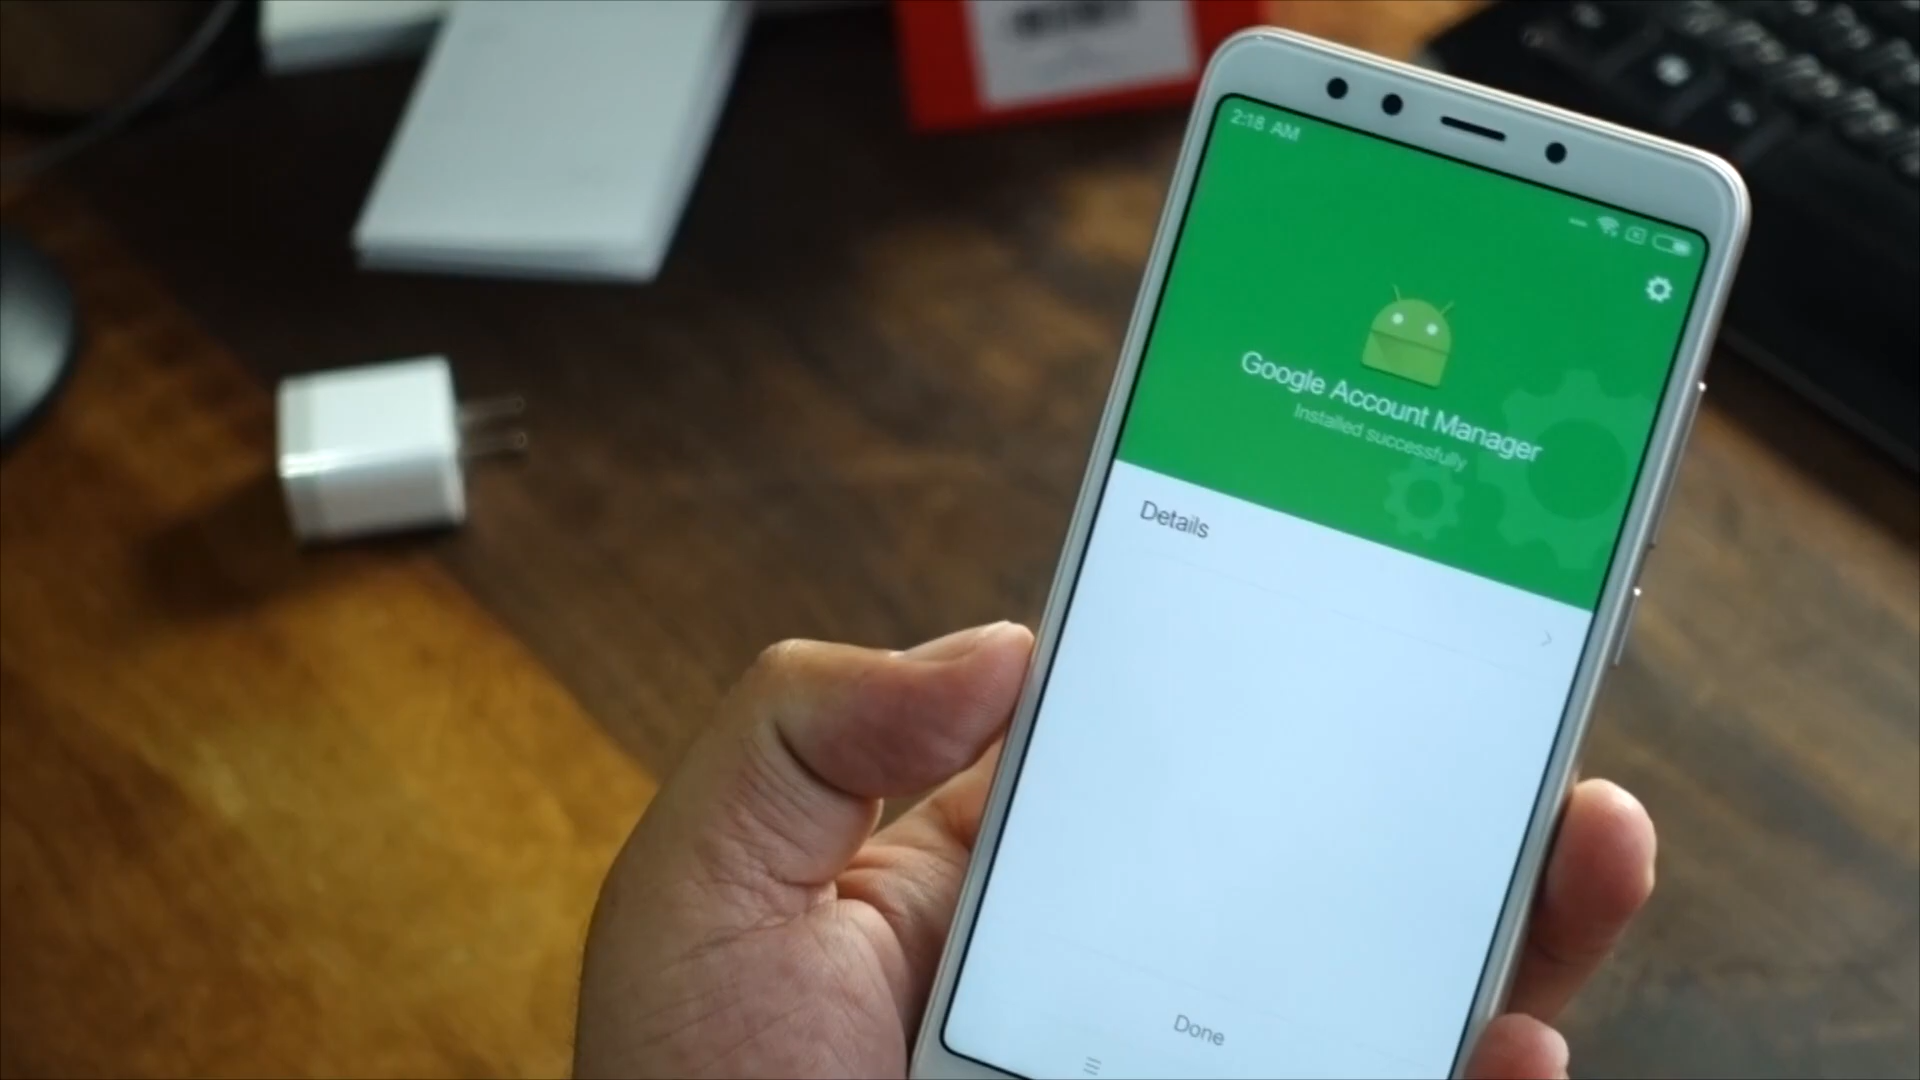 2:18 AM
Google Account Manager
Installed successfully
Details
Done